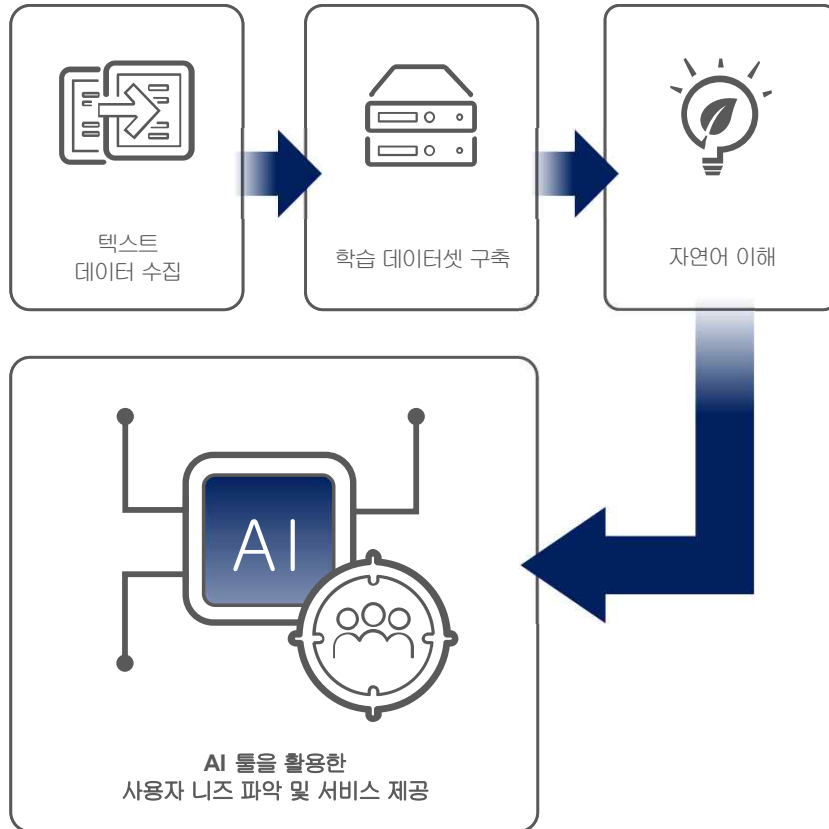 텍스트
데이터 수집
학습 데이터셋 구축
자연어 이해
AI
AI 툴을 활용한
사용자 니즈 파악 및 서비스 제공